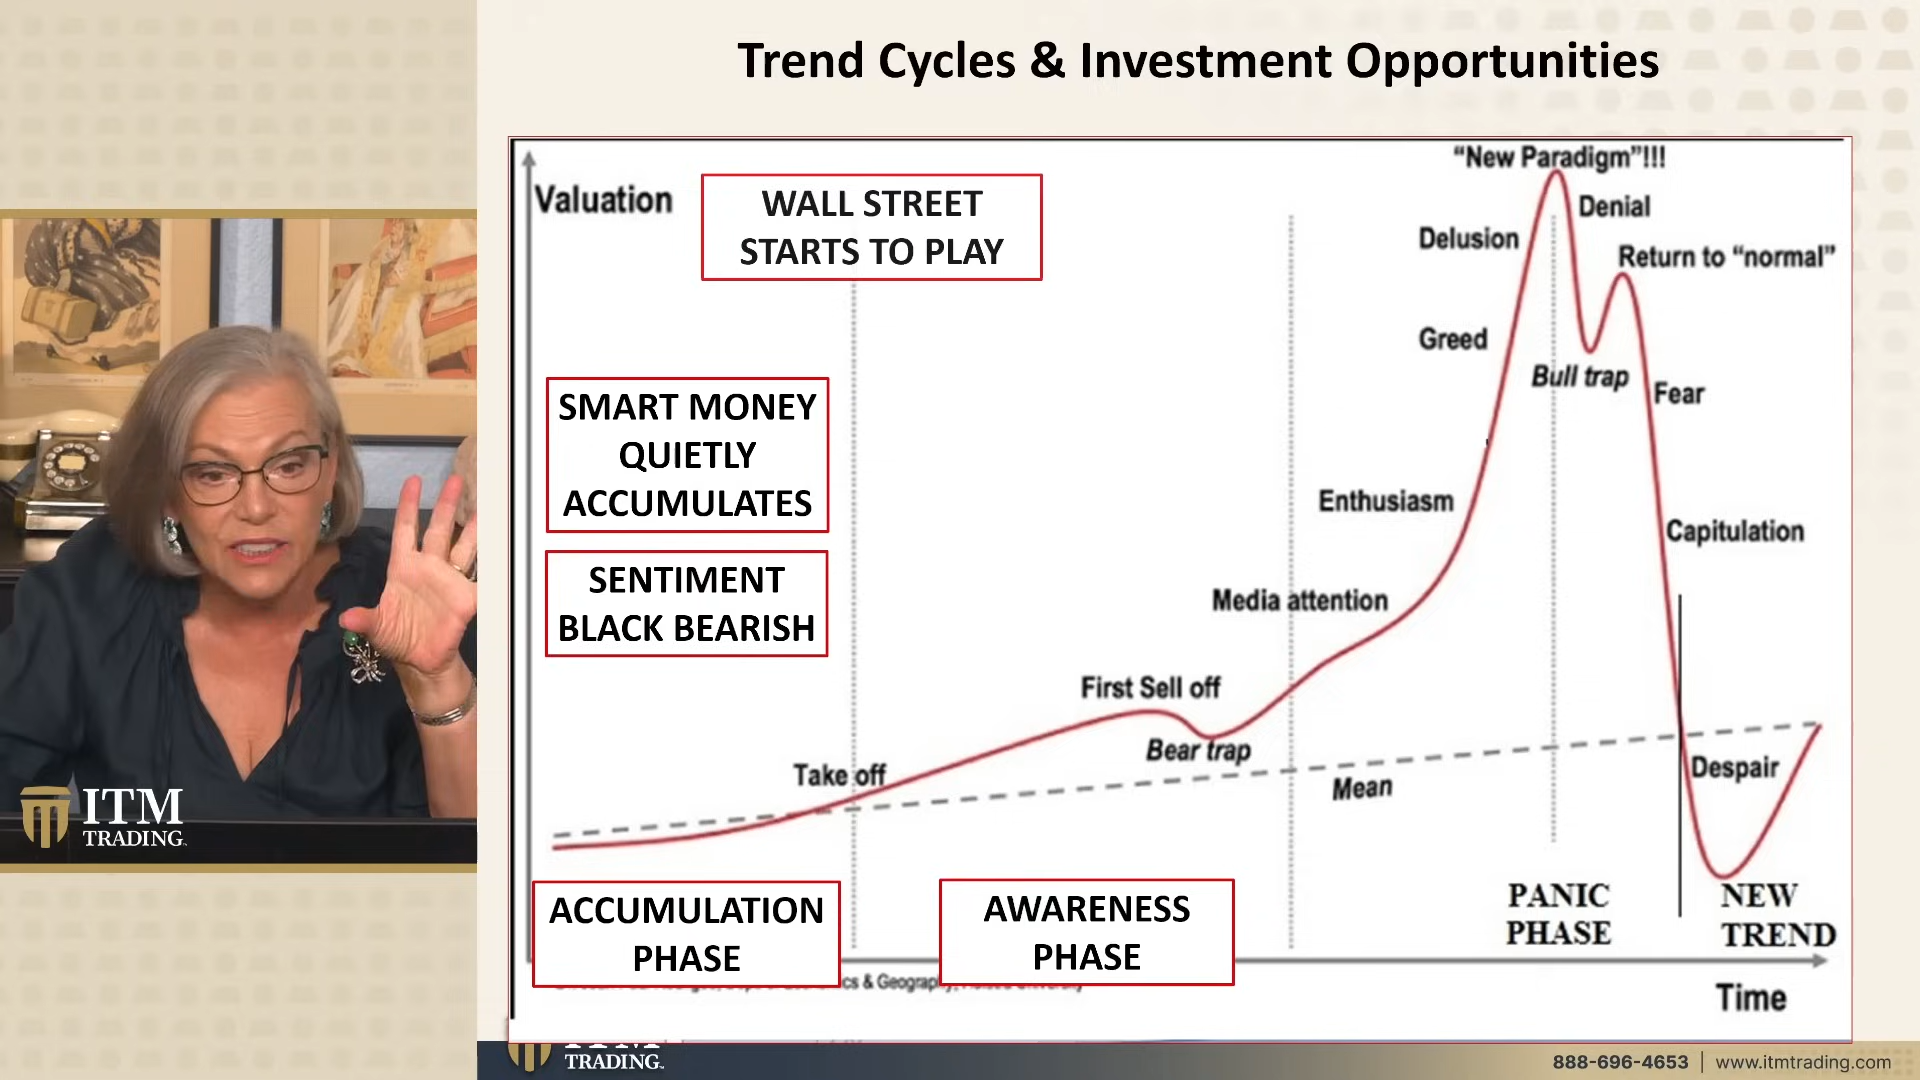 Trend Cycles & Investment Opportunities
"New Paradigm"!!!
Valuation
WALL STREET
STARTS TO PLAY
Denial
Delusion
Return to "normal"
Greed
Bull trap
Fear
SMART MONEY
QUIETLY
ACCUMULATES
Enthusiasm
Capitulation
SENTIMENT
BLACK BEARISH
Media attention
First Sell off
Bear trap
Take off
Mean
Despair
ITM
TRADING
ACCUMULATION
PHASE
AWARENESS
PHASE
PANIC
PHASE
NEW
TREND
& Geography,
Time
TRADING
888-696-4653 | www.itmtrading.com